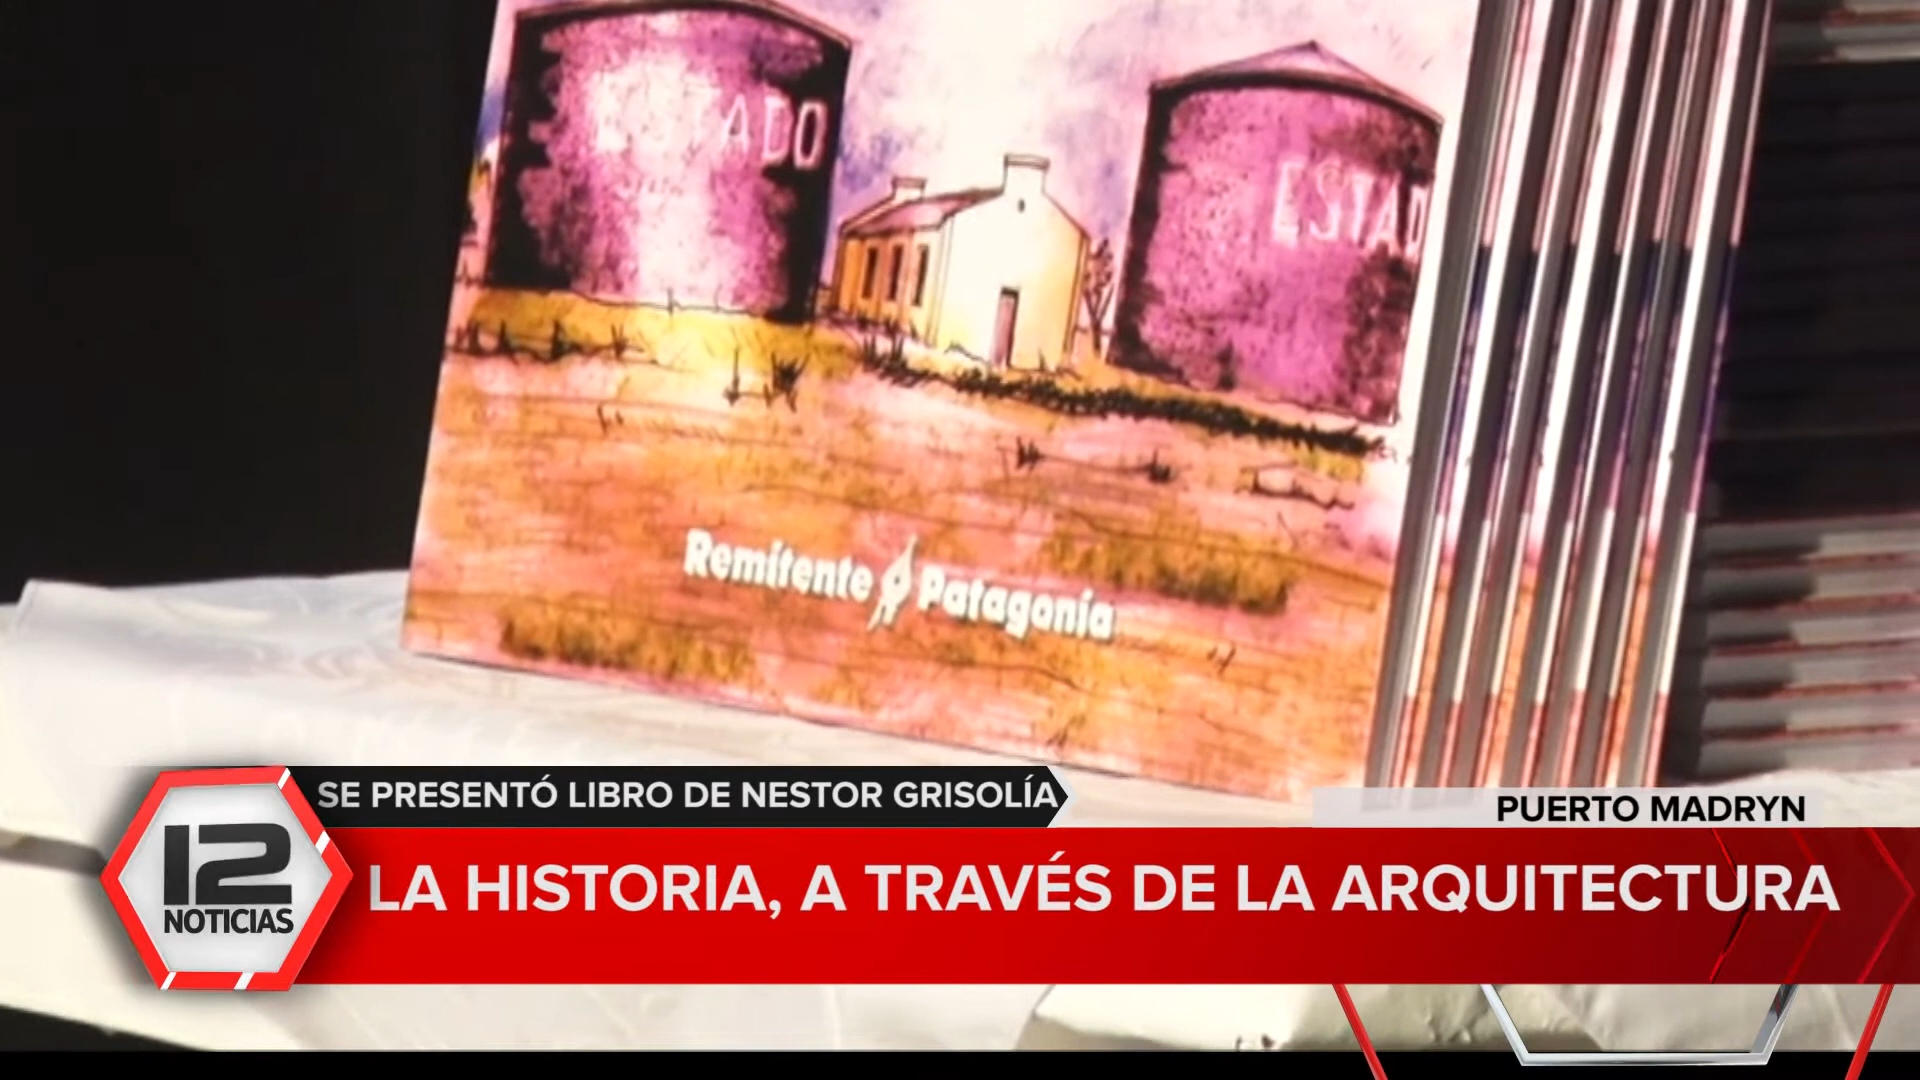 ESTADO
ESTAD
Remitente Patagonia
SE PRESENTÓ LIBRO DE NESTOR GRISOLÍA
PUERTO MADRYN
12
NOTICIAS
LA HISTORIA, A TRAVÉS DE LA ARQUITECTURA